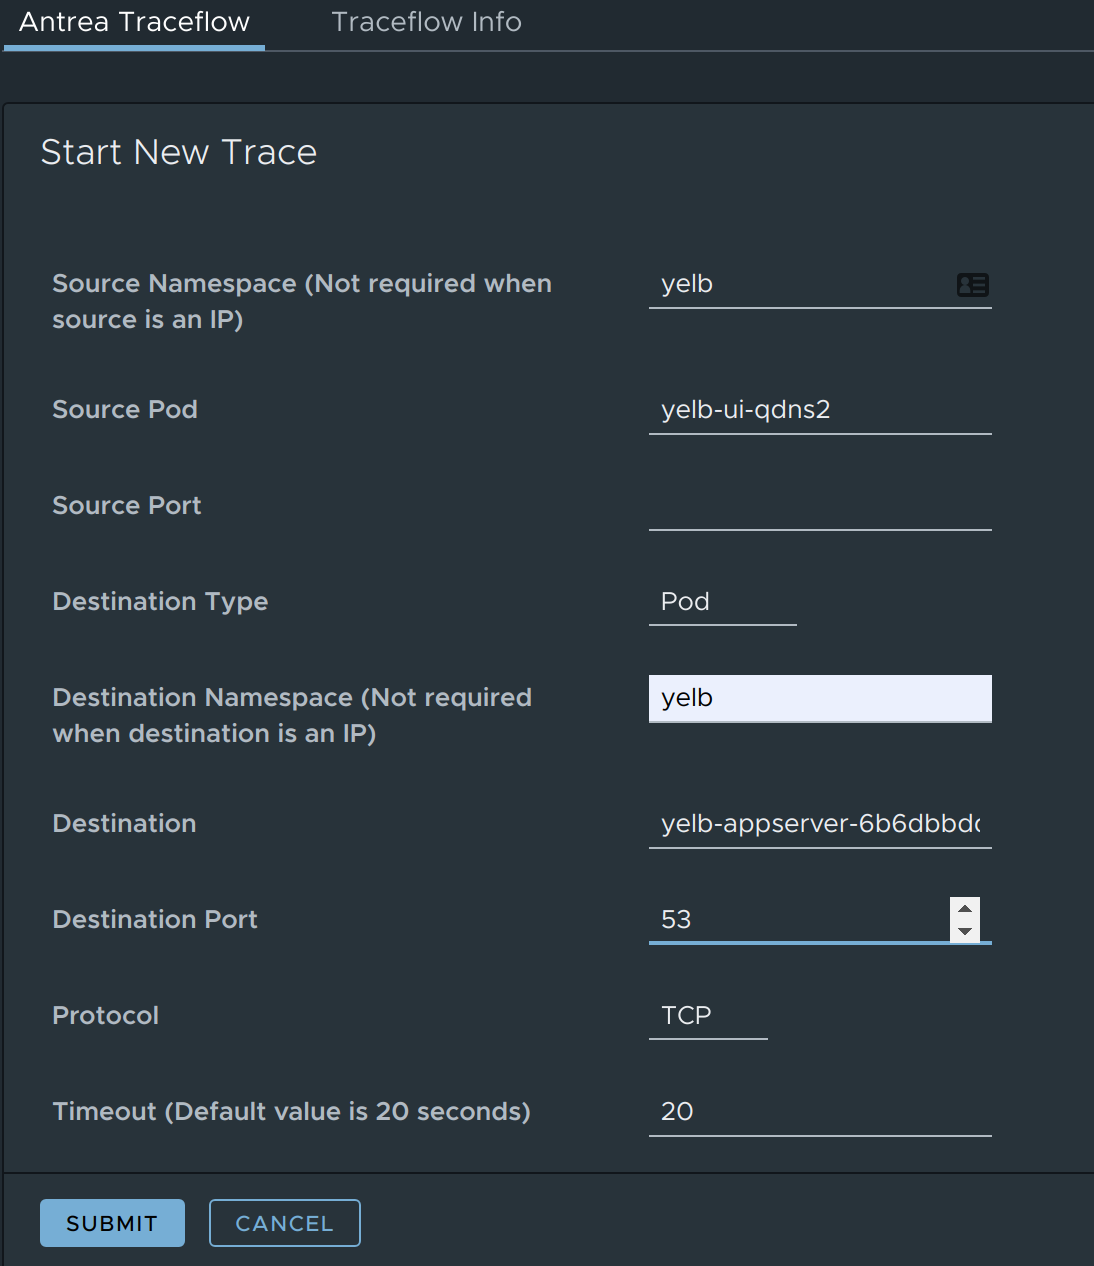 Antrea Traceflow
Traceflow Info
Start New Trace
Source Namespace (Not required when
source is an IP)
yelb
Source Pod
yelb-ui-qdns2
Source Port
Destination Type
Pod
Destination Namespace (Not required
when destination is an IP)
yelb
Destination
yelb-appserver-6b6dbbdd
Destination Port
53
Protocol
TCP
Timeout (Default value is 20 seconds)
20
SUBMIT
CANCEL